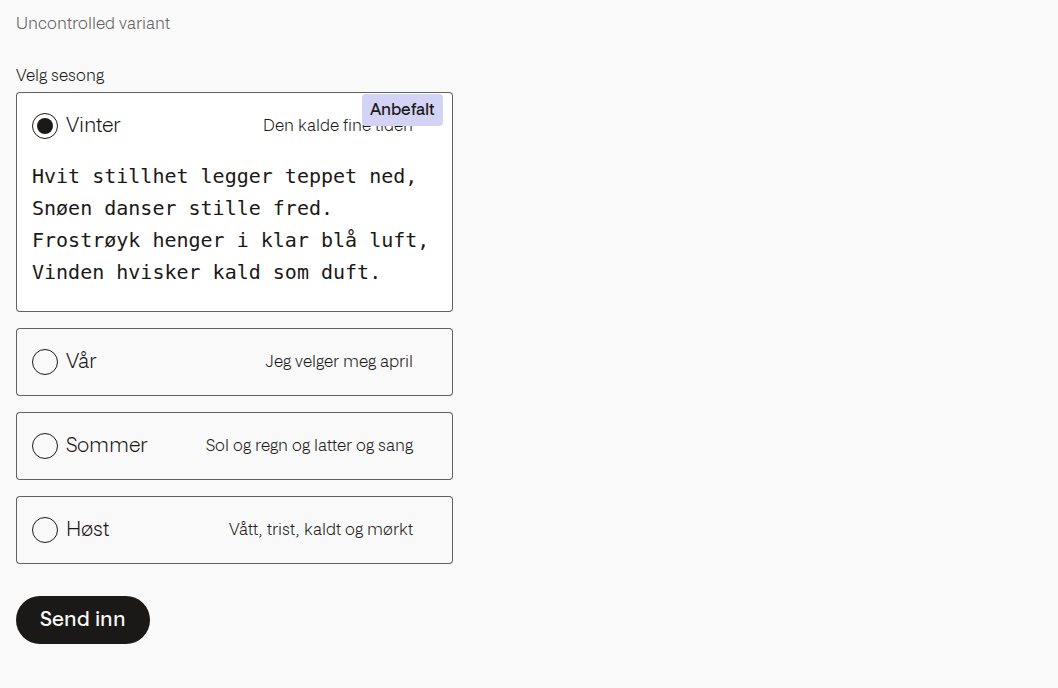 Uncontrolled variant
Velg sesong
Anbefalt
Vinter Den kalde fine tiden
Hvit stillhet legger teppet ned,
Snøen danser stille fred.
Frostrøyk henger i klar blå luft,
Vinden hvisker kald som duft.
Vår Jeg velger meg april
Sommer Sol og regn og latter og sang
Høst Vått, trist, kaldt og mørkt
Send inn